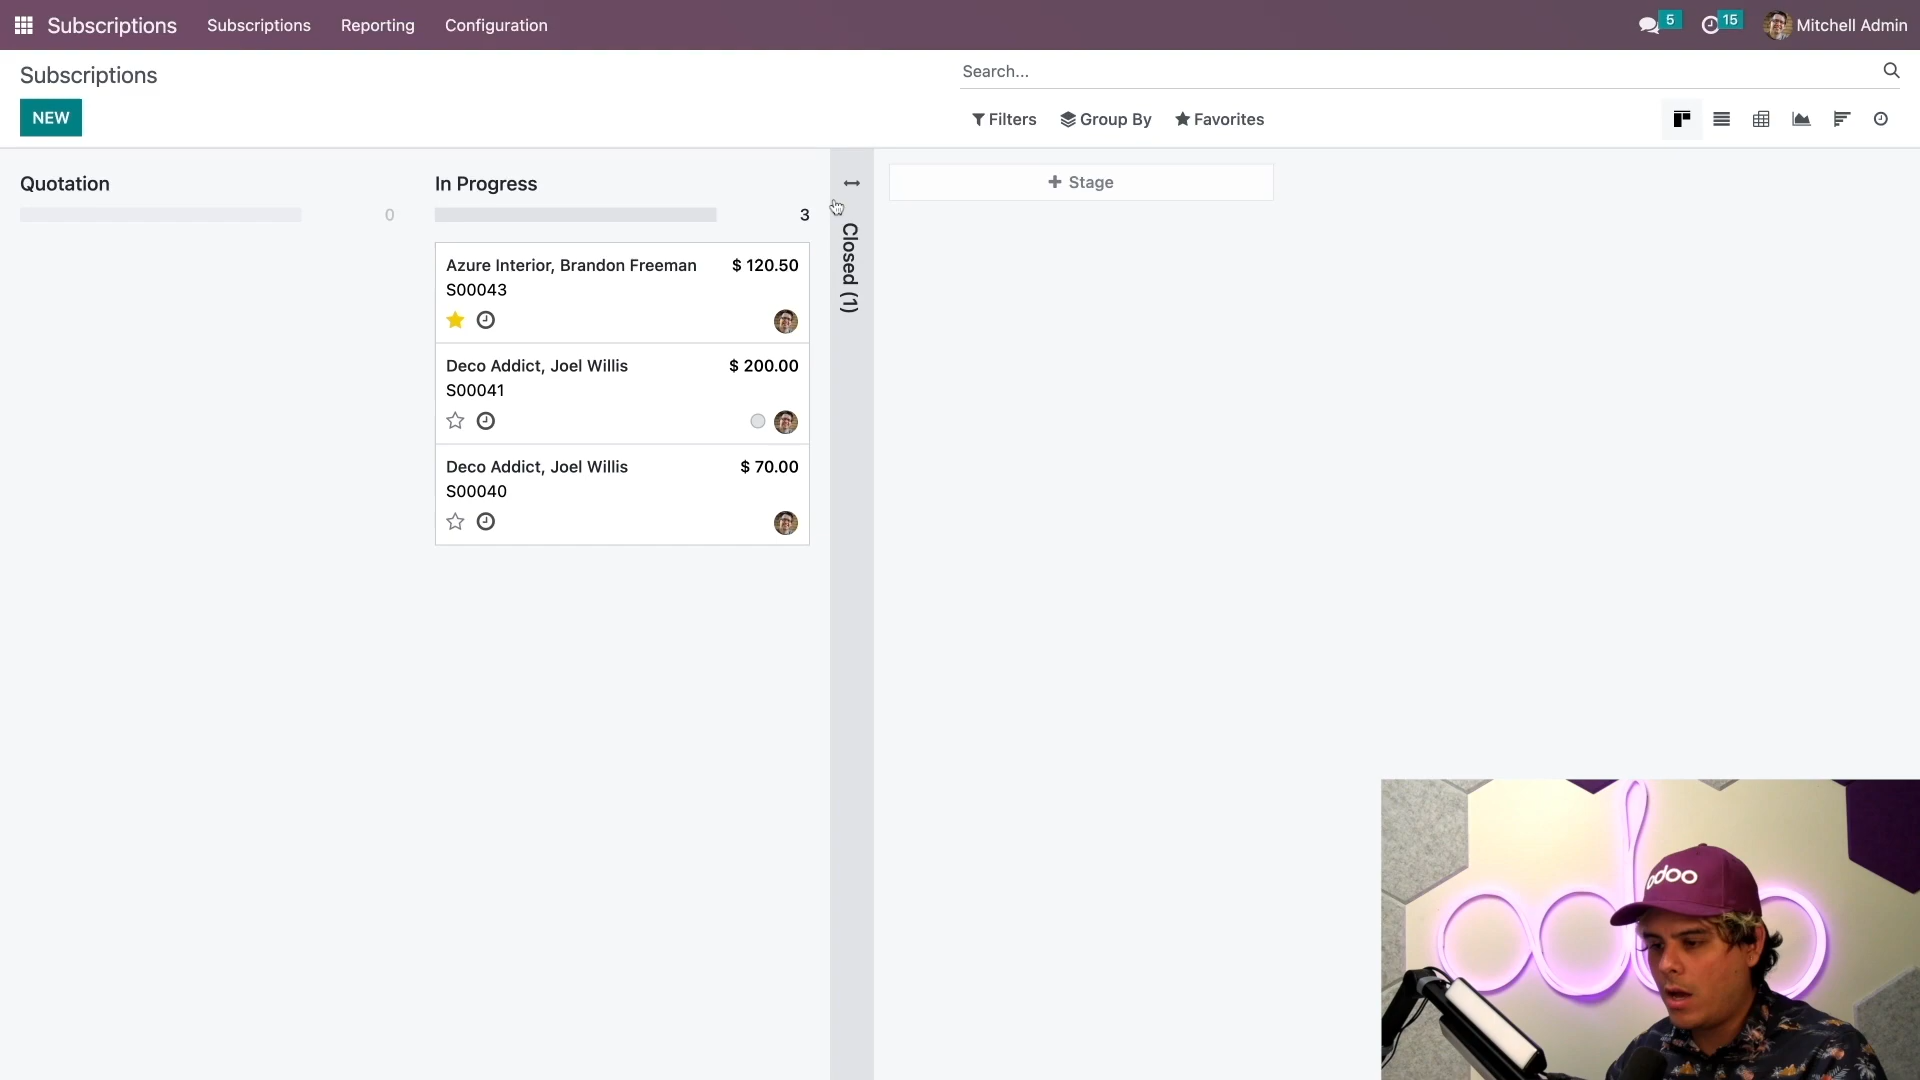 Subscriptions
Subscriptions
Reporting
Configuration
5
15
Mitchell Admin
Subscriptions
Search...
NEW
Filters
Group By
Favorites
Quotation
0
In Progress
3
Azure Interior, Brandon Freeman
$ 120.50
S00043
Deco Addict, Joel Willis
$ 200.00
S00041
Deco Addict, Joel Willis
$ 70.00
S00040
Closed (1)
+ Stage
odoo
odoo